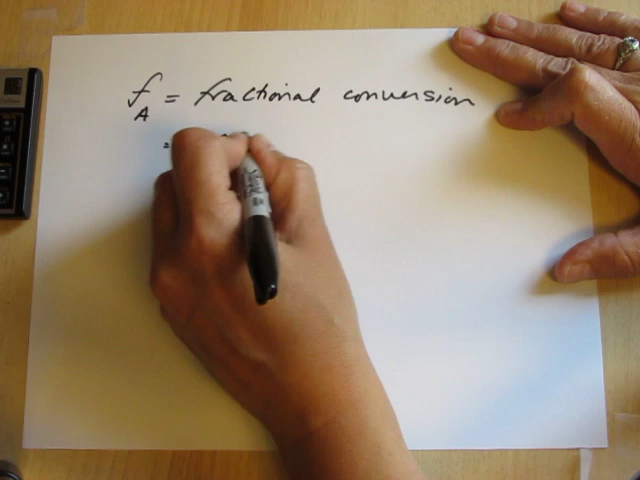 f_A = fractional conversion
=